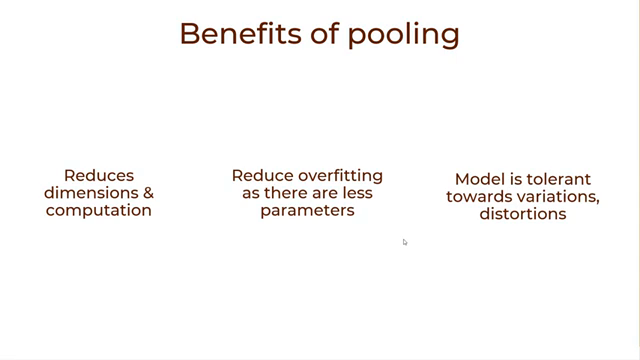 Benefits of pooling
Reduces
dimensions &
computation
Reduce overfitting
as there are less
parameters
Model is tolerant
towards variations,
distortions